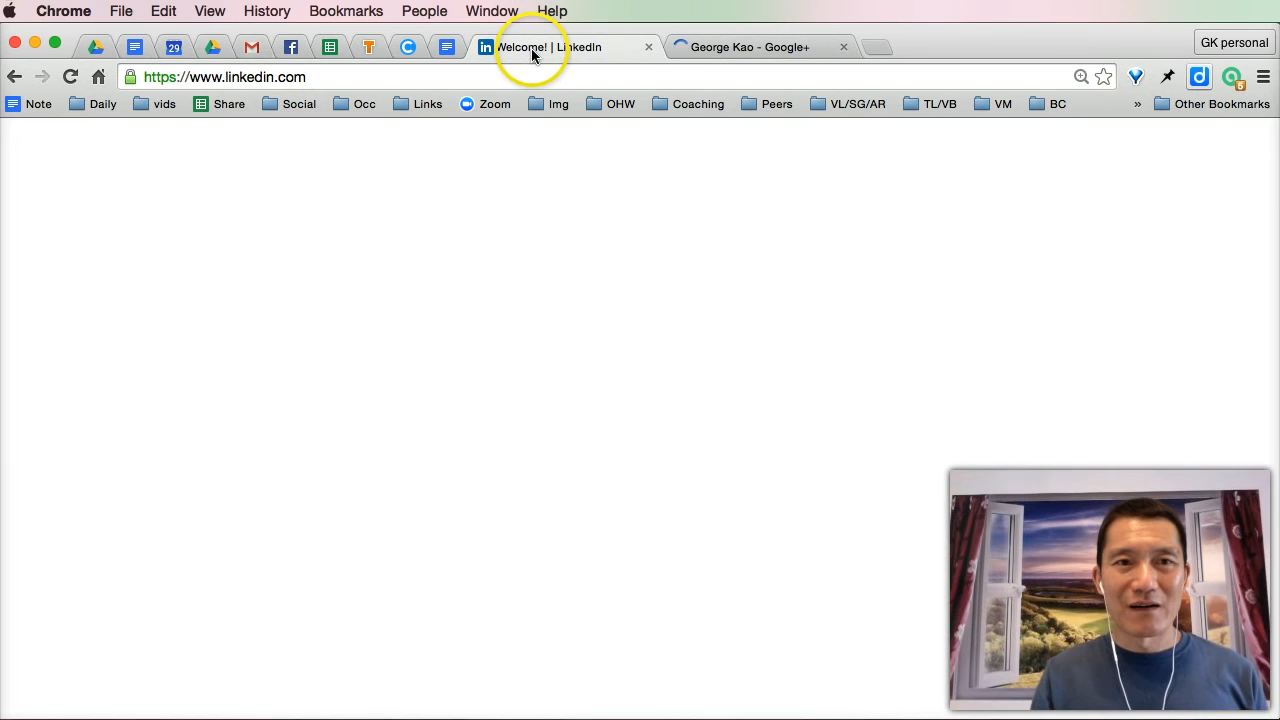 Chrome File Edit View History Bookmarks People Window Help
29 Welcome! | LinkedIn George Kao - Google+ GK personal
https://www.linkedin.com 5
Note Daily vids Share Social Occ Links Zoom Img OHW Coaching Peers VL/SG/AR TL/VB VM BC » Other Bookmarks